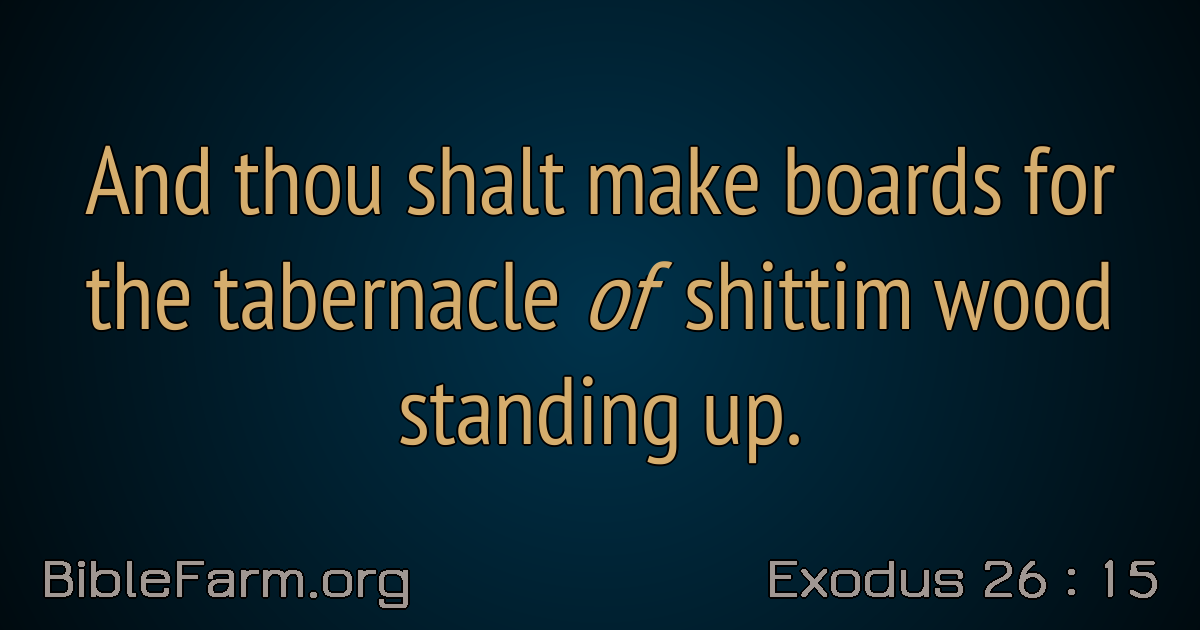 And thou shalt make boards for
the tabernacle of shittim wood
standing up.
BibleFarm.org
Exodus 26 : 15